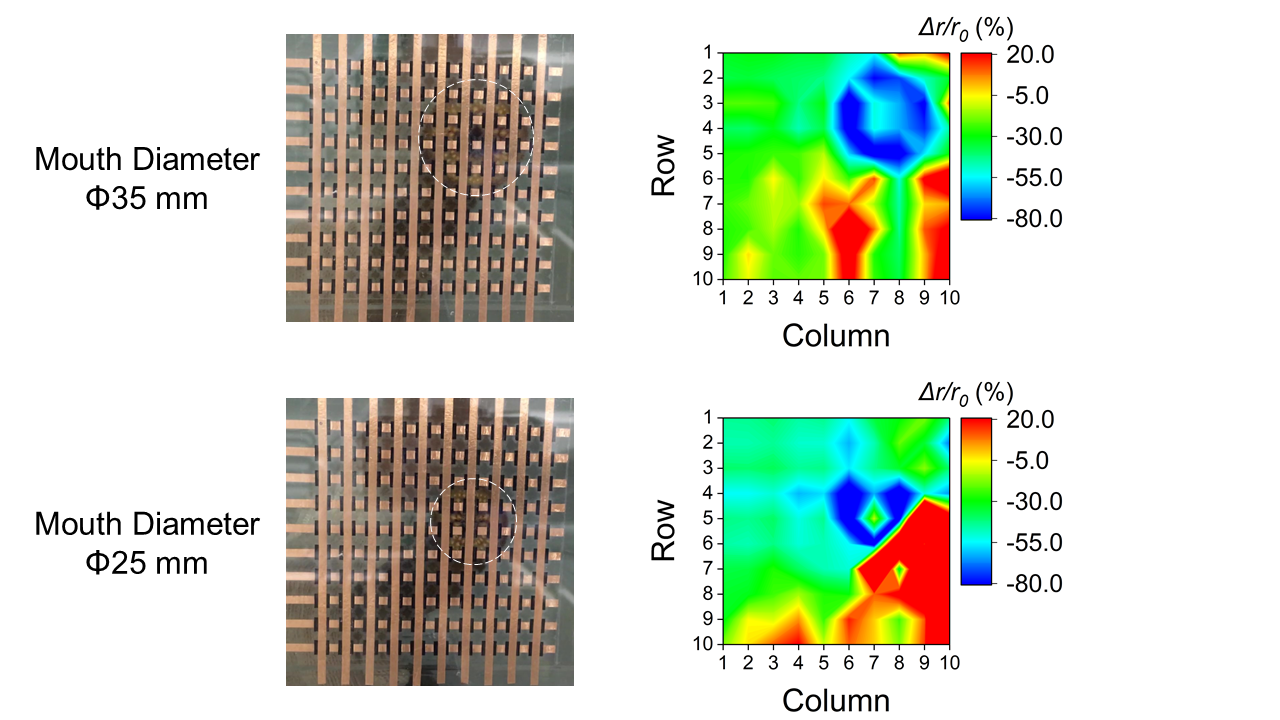 Mouth Diameter
Φ35 mm
Δr/r0 (%)
1
2
3
4
5
6
7
8
9
10
Row
1 2 3 4 5 6 7 8 9 10
Column
20.0
-5.0
-30.0
-55.0
-80.0
Mouth Diameter
Φ25 mm
Δr/r0 (%)
1
2
3
4
5
6
7
8
9
10
Row
1 2 3 4 5 6 7 8 9 10
Column
20.0
-5.0
-30.0
-55.0
-80.0